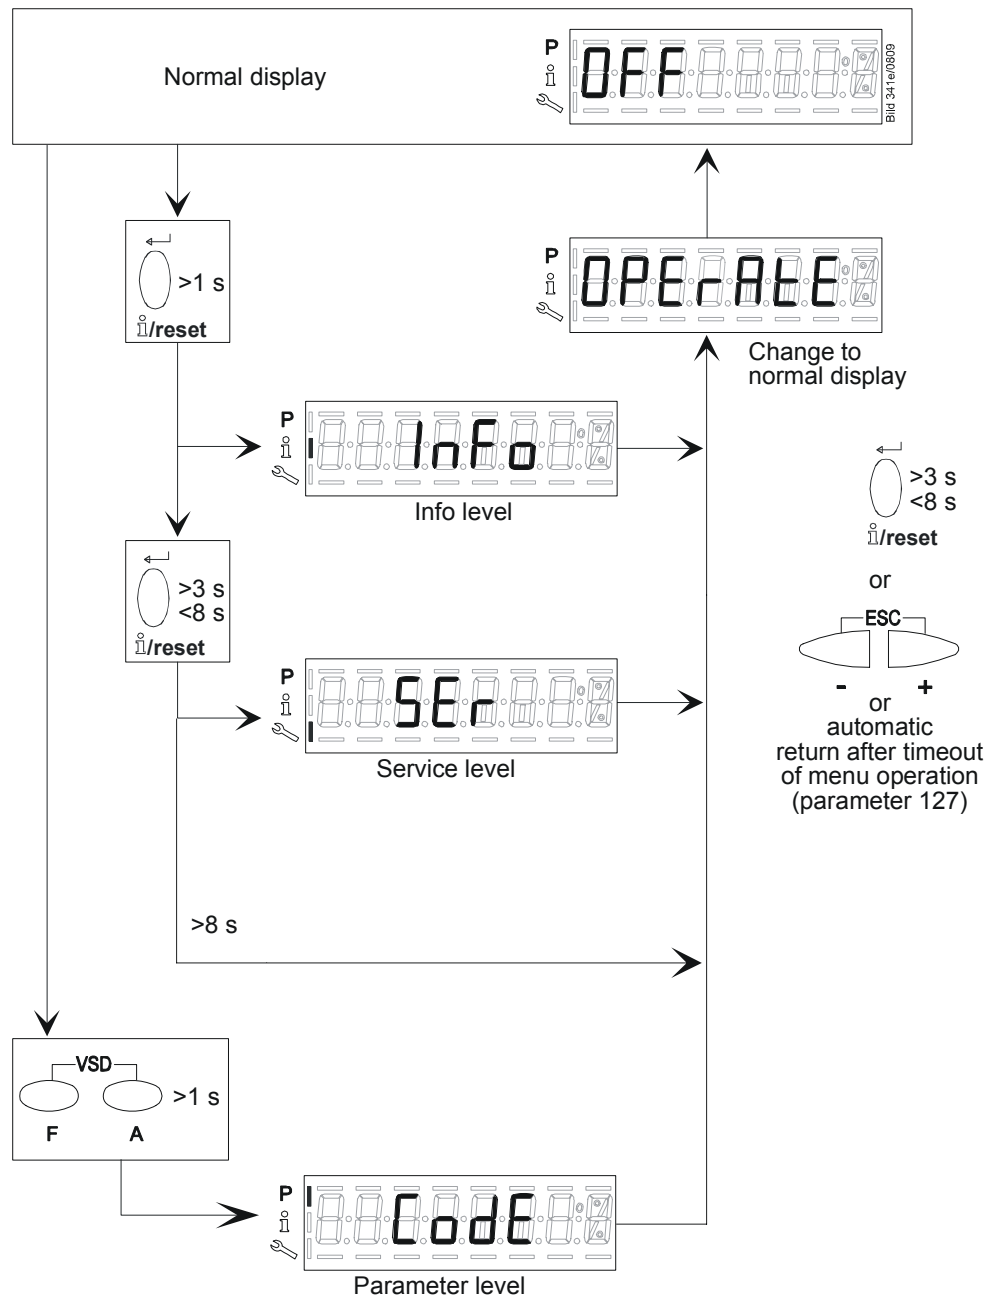 P
OFF
Normal display
i
Bild 341e/0809
P
OPErAtE
i
>1 s
i/reset
Change to
normal display
P
InFo
i
Info level
>3 s
<8 s
i/reset
>3 s
<8 s
i/reset
or
ESC
- +
or
automatic
return after timeout
of menu operation
(parameter 127)
P
SEr
i
Service level
>8 s
VSD
>1 s
F A
P
CodE
i
Parameter level